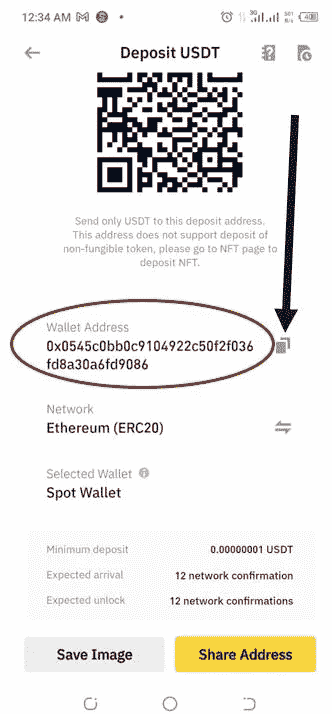 12:34 AM
3G
Deposit USDT
Send only USDT to this deposit address.
This address does not support deposit of
non-fungible token, please go to NFT page to
deposit NFT.
Wallet Address
0x0545c0bb0c9104922c50f2f036
fd8a30a6fd9086
Network
Ethereum (ERC20)
Selected Wallet
Spot Wallet
Minimum deposit 0.00000001 USDT
Expected arrival 12 network confirmation
Expected unlock 12 network confirmations
Save Image Share Address